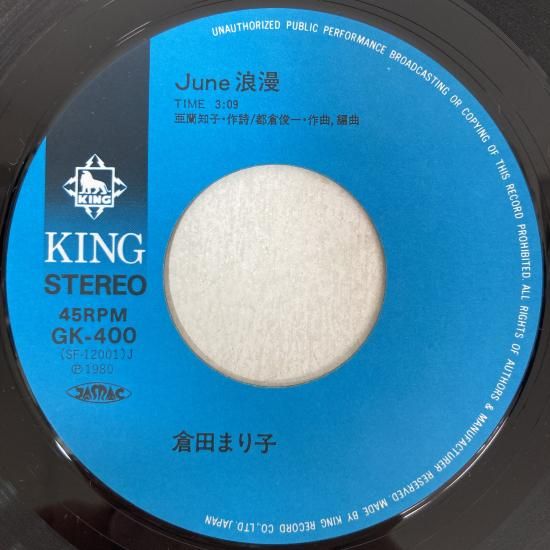 UNAUTHORIZED PUBLIC PERFORMANCE BROADCASTING OR COPYING OF THIS RECORD PROHIBITED. ALL RIGHTS OF AUTHORS & MANUFACTURER RESERVED. MADE BY KING RECORD CO., LTD. JAPAN
June 浪漫
TIME 3:09
亜蘭知子・作詩/都倉俊一・作曲,編曲
KING
KING
STEREO
45RPM
GK-400
(SF-12001)J
℗1980
JASRAC
倉田まり子